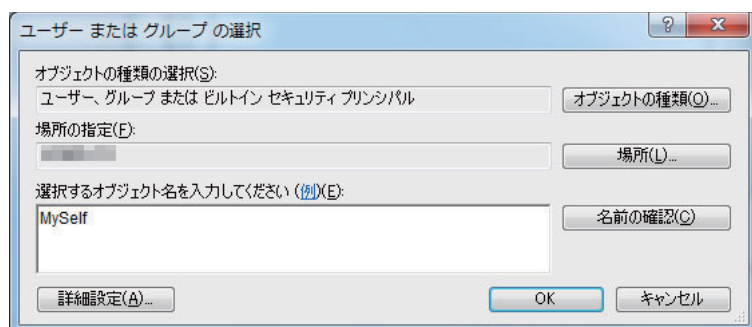 ユーザー または グループ の選択
オブジェクトの種類の選択(S):
ユーザー、グループ または ビルトイン セキュリティ プリンシパル
オブジェクトの種類(O)...
場所の指定(F):
場所(L)...
選択するオブジェクト名を入力してください (例)(E):
MySelf
名前の確認(C)
詳細設定(A)...
OK
キャンセル